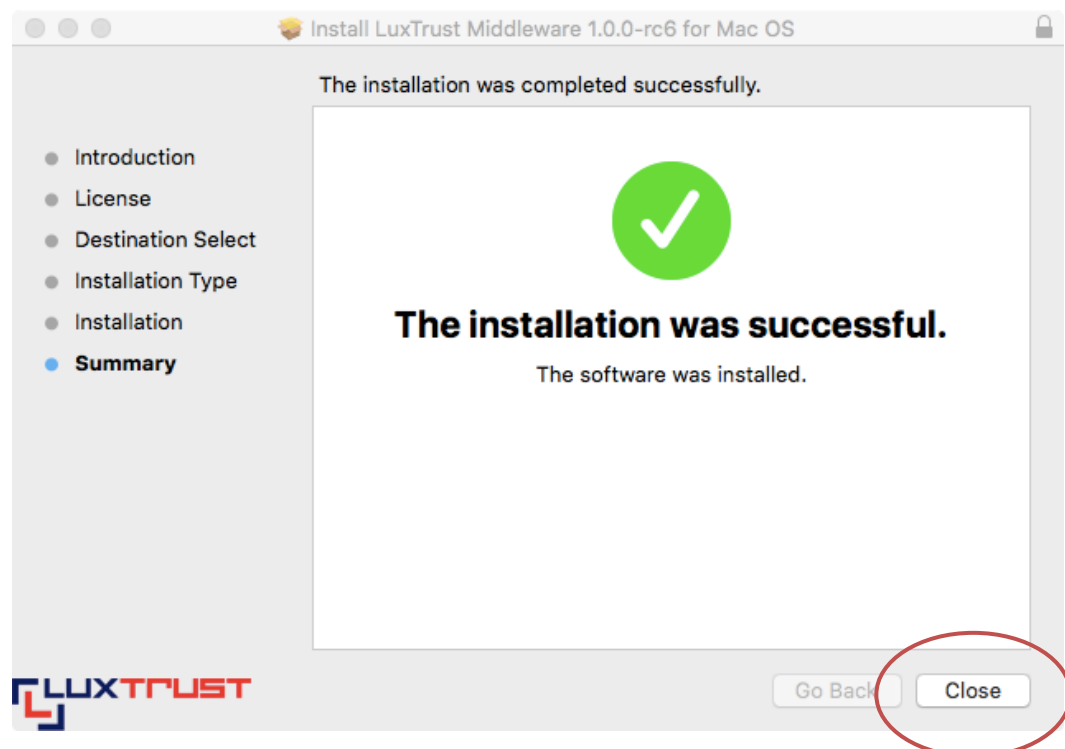 Install LuxTrust Middleware 1.0.0-rc6 for Mac OS
The installation was completed successfully.
Introduction
License
Destination Select
Installation Type
Installation
Summary
The installation was successful.
The software was installed.
LUXTRUST
Go Back
Close